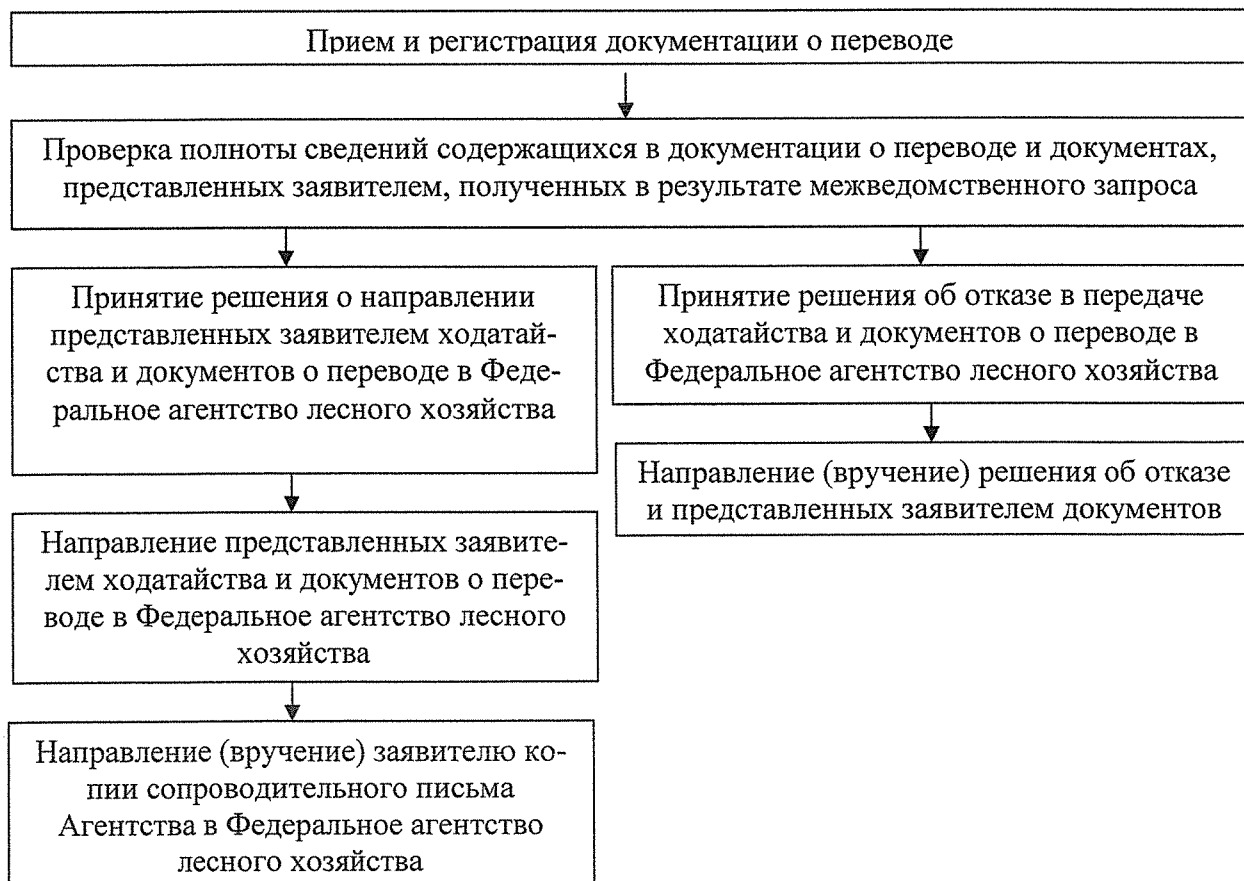 Прием и регистрация документации о переводе
Проверка полноты сведений содержащихся в документации о переводе и документах,
представленных заявителем, полученных в результате межведомственного запроса
Принятие решения о направлении
представленных заявителем ходатай-
ства и документов о переводе в Феде-
ральное агентство лесного хозяйства
Принятие решения об отказе в передаче
ходатайства и документов о переводе в
Федеральное агентство лесного хозяйства
Направление (вручение) решения об отказе
и представленных заявителем документов
Направление представленных заявите-
лем ходатайства и документов о пере-
воде в Федеральное агентство лесного
хозяйства
Направление (вручение) заявителю ко-
пии сопроводительного письма
Агентства в Федеральное агентство
лесного хозяйства